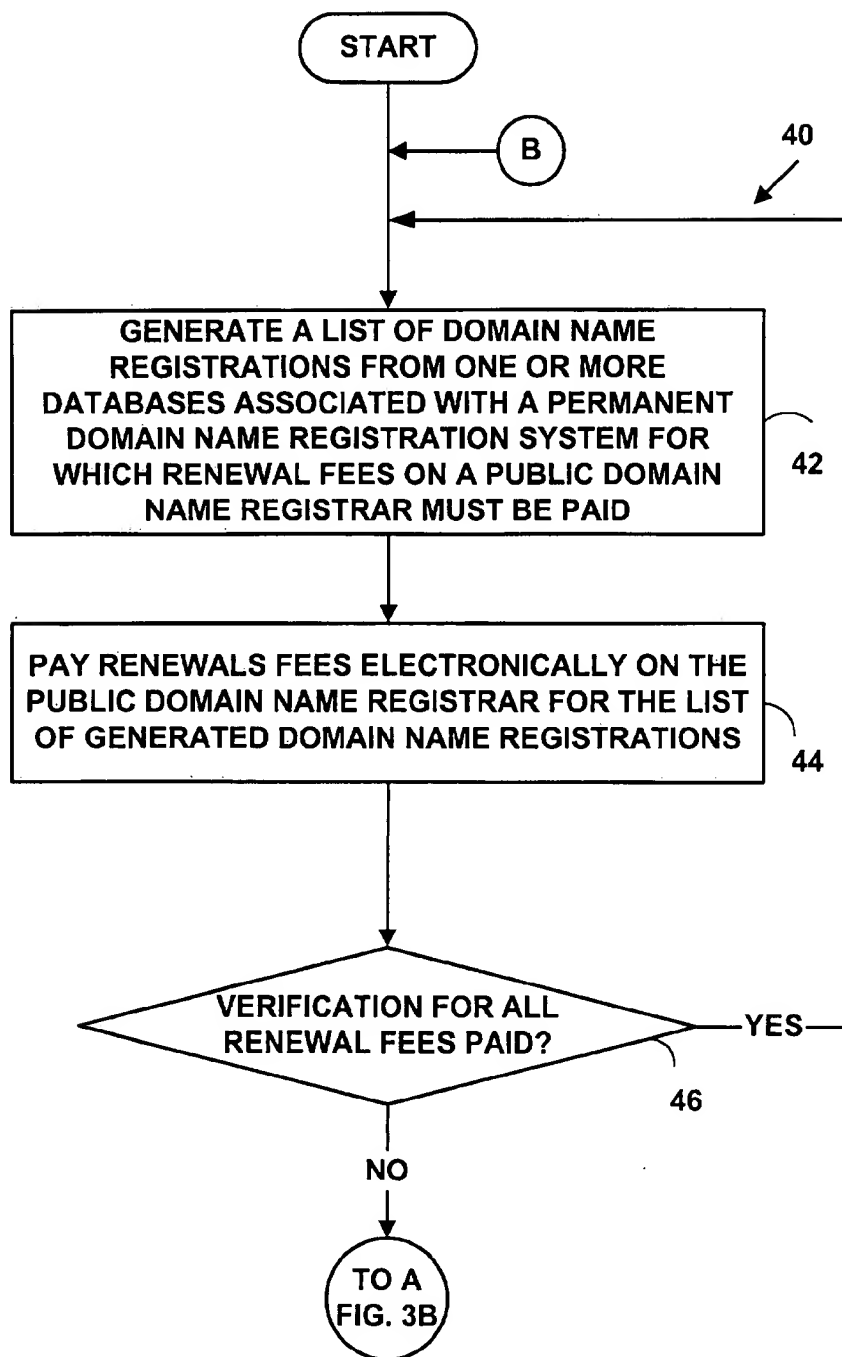 START
B
40
GENERATE A LIST OF DOMAIN NAME
REGISTRATIONS FROM ONE OR MORE
DATABASES ASSOCIATED WITH A PERMANENT
DOMAIN NAME REGISTRATION SYSTEM FOR
WHICH RENEWAL FEES ON A PUBLIC DOMAIN
NAME REGISTRAR MUST BE PAID
42
PAY RENEWALS FEES ELECTRONICALLY ON THE
PUBLIC DOMAIN NAME REGISTRAR FOR THE LIST
OF GENERATED DOMAIN NAME REGISTRATIONS
44
VERIFICATION FOR ALL
RENEWAL FEES PAID?
YES
46
NO
TO A
FIG. 3B